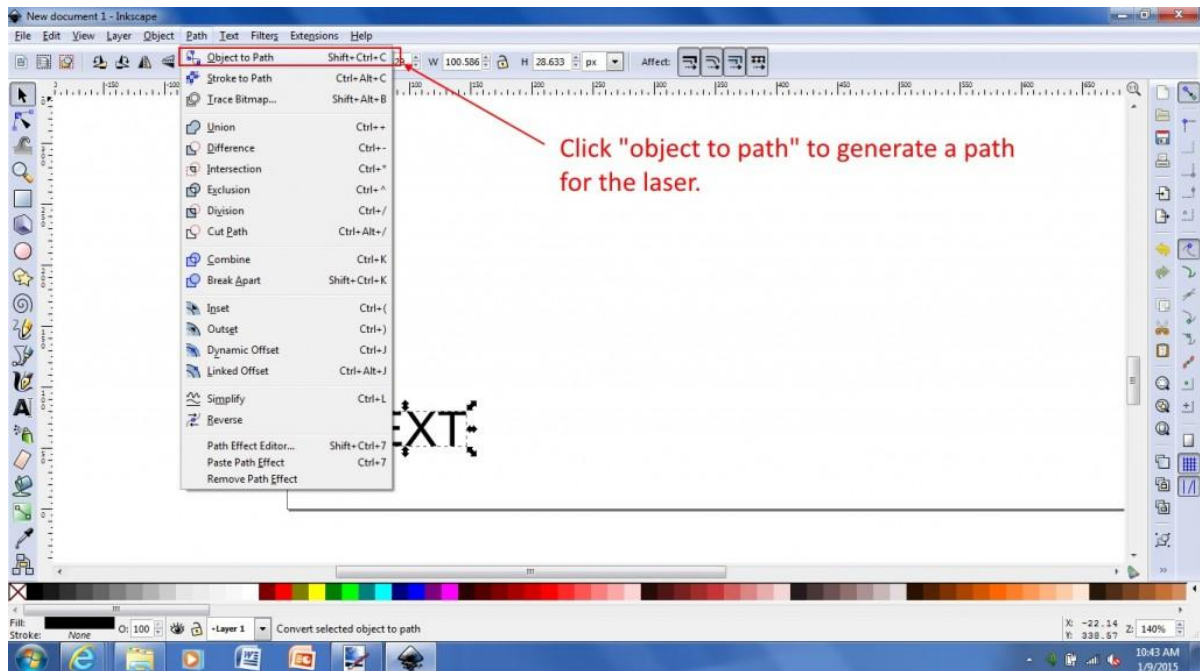 New document 1 - Inkscape
File Edit View Layer Object Path Text Filters Extensions Help
W 100.586 H 28.633 px Affect:
Object to Path Shift+Ctrl+C
Stroke to Path Ctrl+Alt+C
Trace Bitmap... Shift+Alt+B
Union Ctrl++
Difference Ctrl+-
Intersection Ctrl+*
Exclusion Ctrl+^
Division Ctrl+/
Cut Path Ctrl+Alt+/
Combine Ctrl+K
Break Apart Shift+Ctrl+K
Inset Ctrl+(
Outset Ctrl+)
Dynamic Offset Ctrl+J
Linked Offset Ctrl+Alt+J
Simplify Ctrl+L
Reverse
Path Effect Editor... Shift+Ctrl+7
Paste Path Effect Ctrl+7
Remove Path Effect
Click "object to path" to generate a path
for the laser.
EXT
Fill:
Stroke: None O: 100 -Layer 1 Convert selected object to path
X: -22.14
Y: 338.57
Z: 140%
10:43 AM
1/9/2015